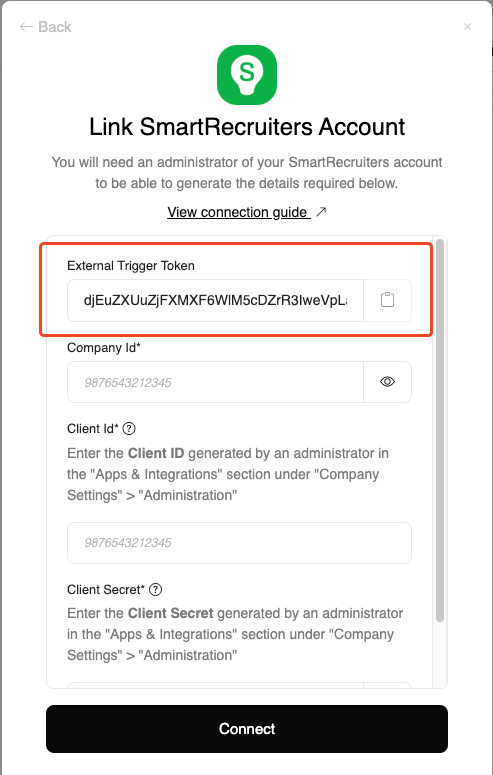 ← Back
×
S
Link SmartRecruiters Account
You will need an administrator of your SmartRecruiters account
to be able to generate the details required below.
View connection guide ↗
External Trigger Token
djEuZXUuZjFXMXF6WlM5cDZrR3IweVpL
Company Id*
9876543212345
Client Id* ?
Enter the Client ID generated by an administrator in
the "Apps & Integrations" section under "Company
Settings" > "Administration"
9876543212345
Client Secret* ?
Enter the Client Secret generated by an administrator
in the "Apps & Integrations" section under "Company
Settings" > "Administration"
Connect